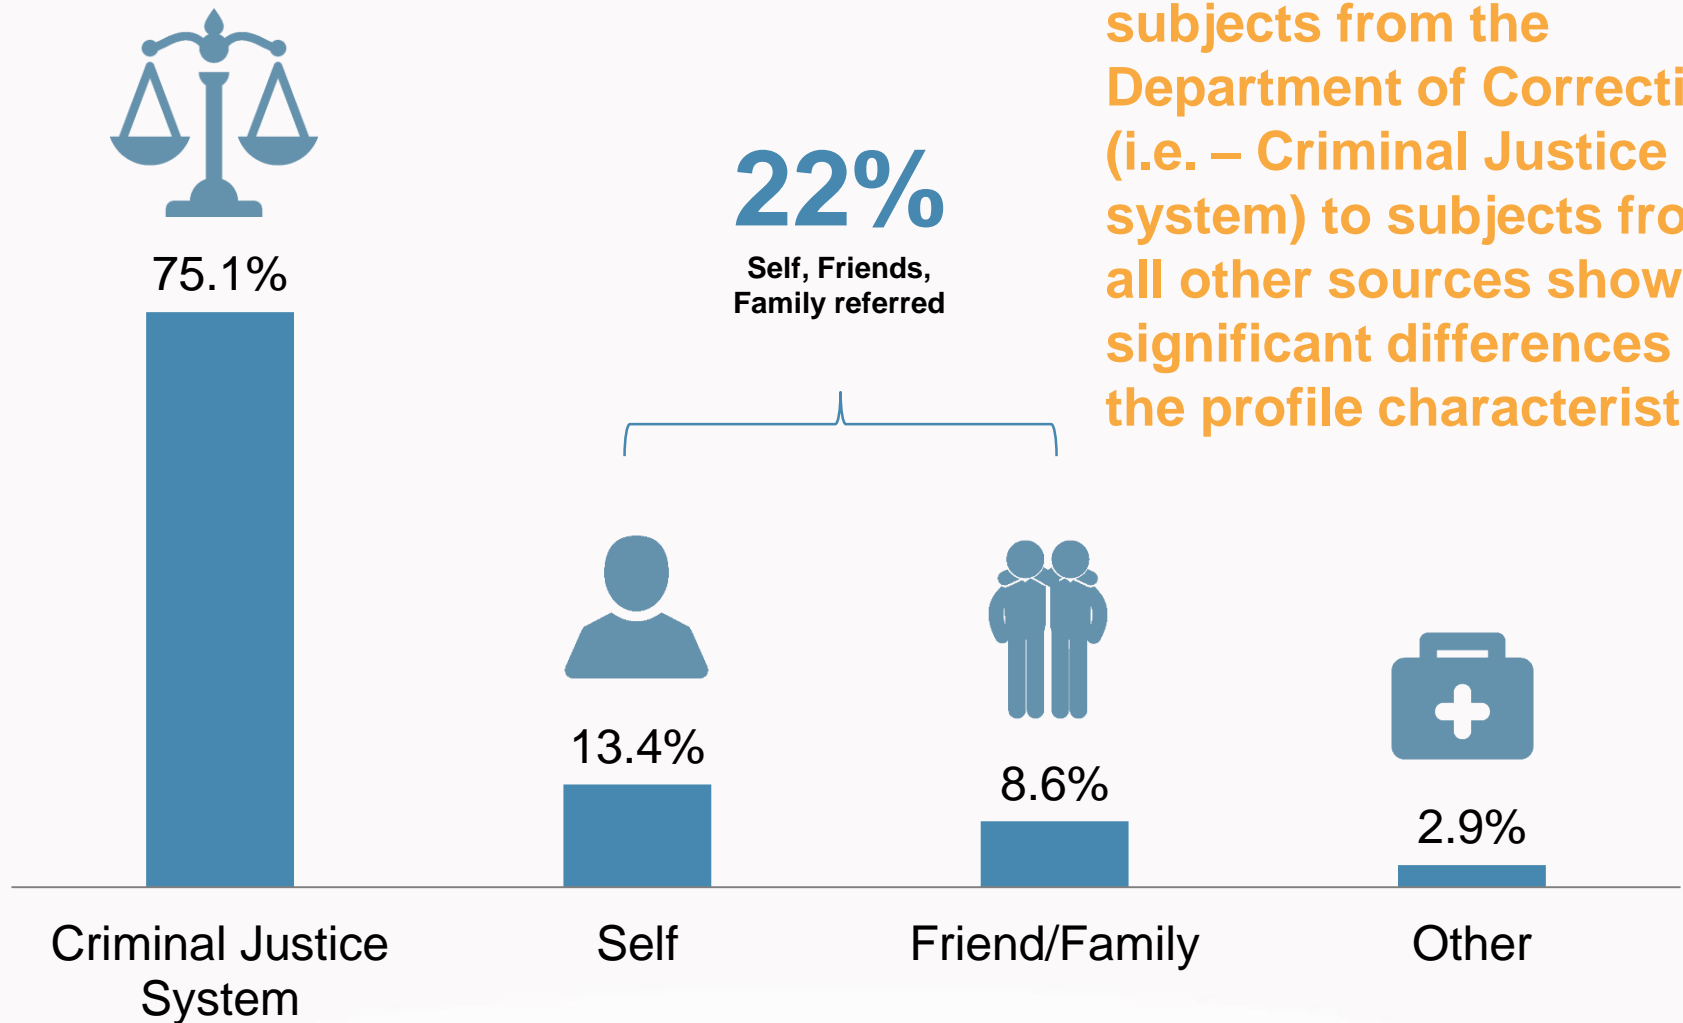 subjects from the
Department of Correcti
(i.e. – Criminal Justice
system) to subjects fro
all other sources show
significant differences
the profile characterist
22%
Self, Friends,
Family referred
75.1%
13.4%
8.6%
2.9%
Criminal Justice
System
Self
Friend/Family
Other